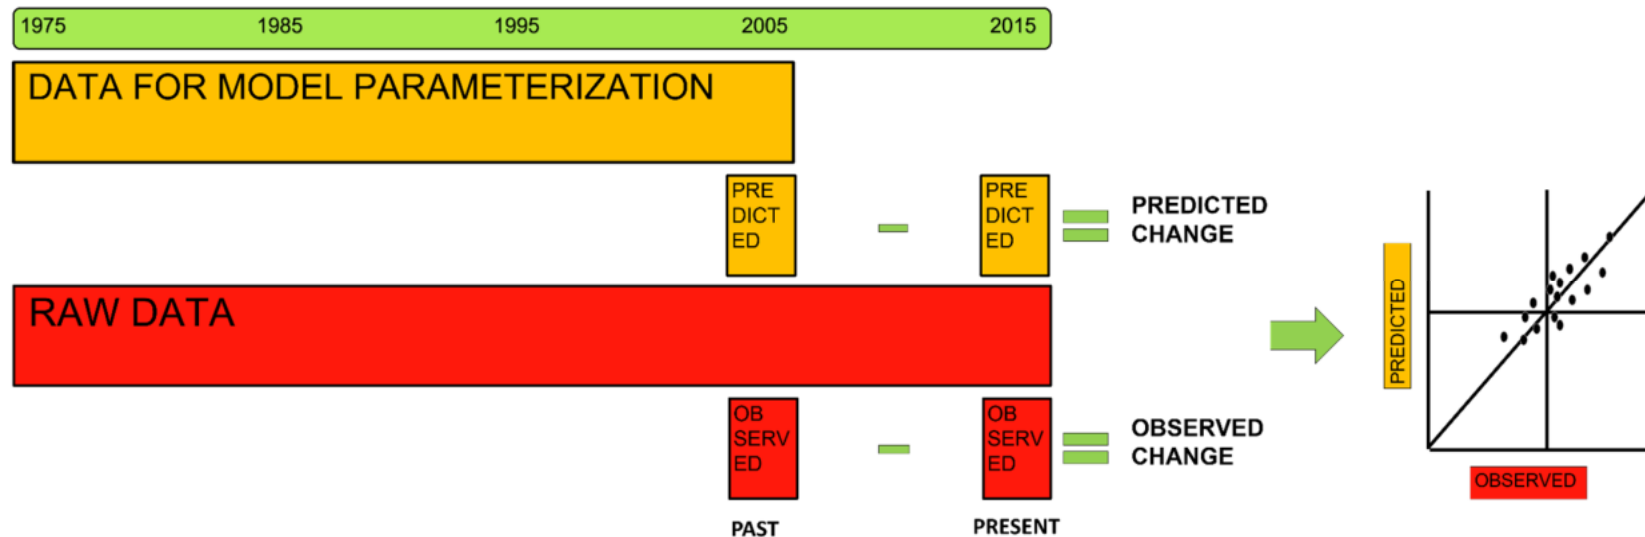 1975 1985 1995 2005 2015
DATA FOR MODEL PARAMETERIZATION
PRE
DICT
ED
PRE
DICT
ED
PREDICTED
CHANGE
RAW DATA
OB
SERV
ED
OB
SERV
ED
OBSERVED
CHANGE
PAST
PRESENT
PREDICTED
OBSERVED